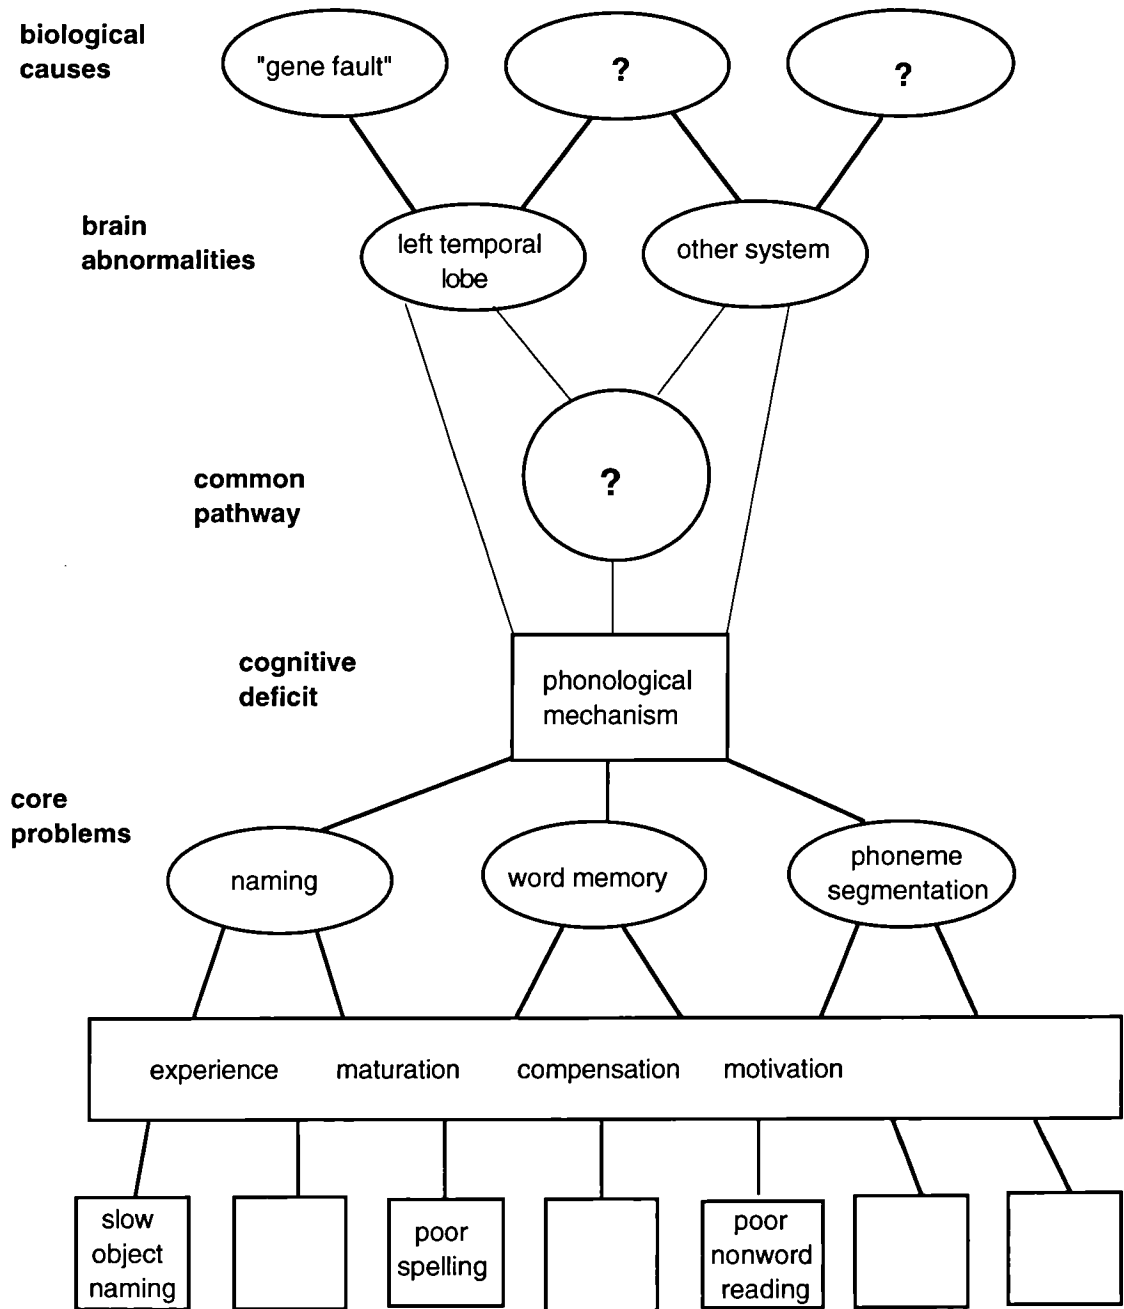 biological
causes
"gene fault"
?
?
brain
abnormalities
left temporal
lobe
other system
common
pathway
?
cognitive
deficit
phonological
mechanism
core
problems
naming
word memory
phoneme
segmentation
experience maturation compensation motivation
slow
object
naming
poor
spelling
poor
nonword
reading